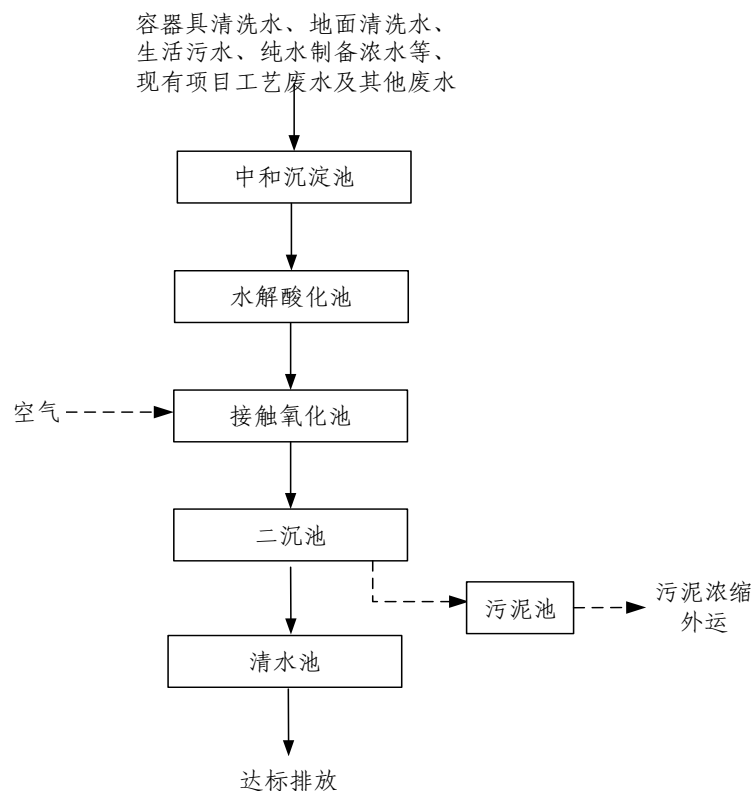 容器具清洗水、地面清洗水、
生活污水、纯水制备浓水等、
现有项目工艺废水及其他废水
中和沉淀池
水解酸化池
空气
接触氧化池
二沉池
污泥池
污泥浓缩
外运
清水池
达标排放